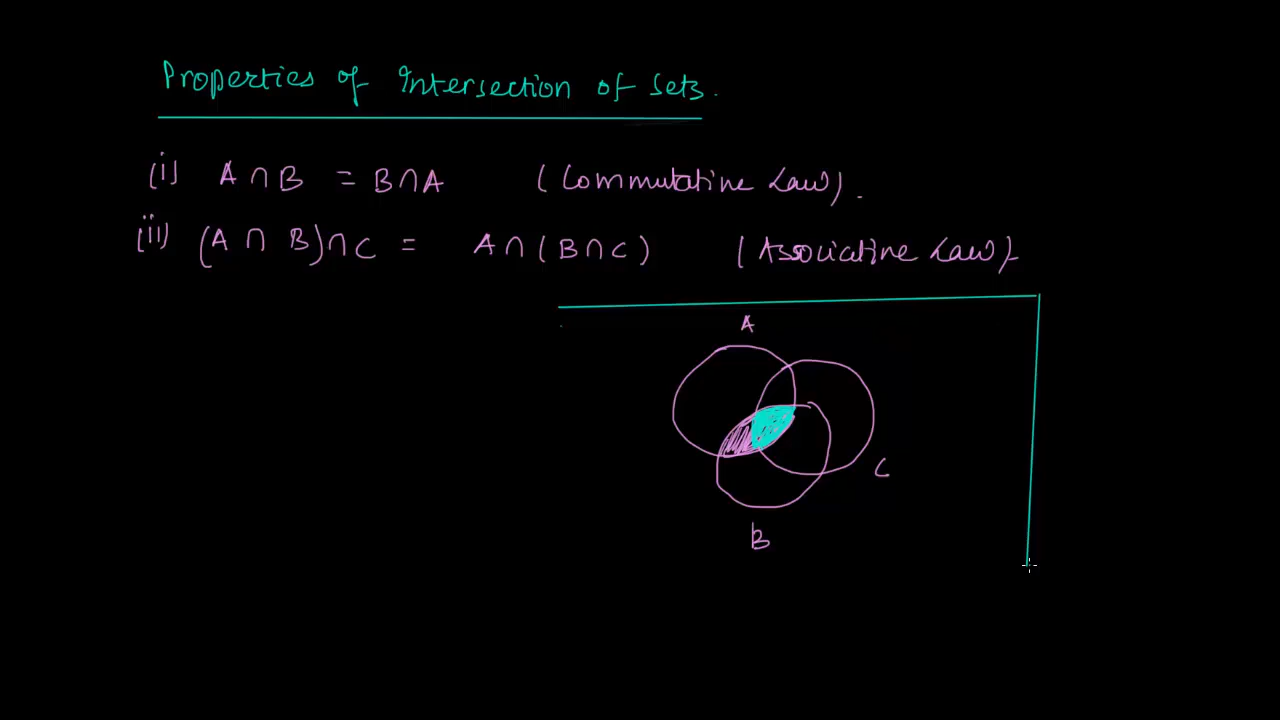 Properties of Intersection of Sets.
(i) A ∩ B = B ∩ A (Commutative Law).
(ii) (A ∩ B) ∩ C = A ∩ (B ∩ C) (Associative Law)
A
C
B